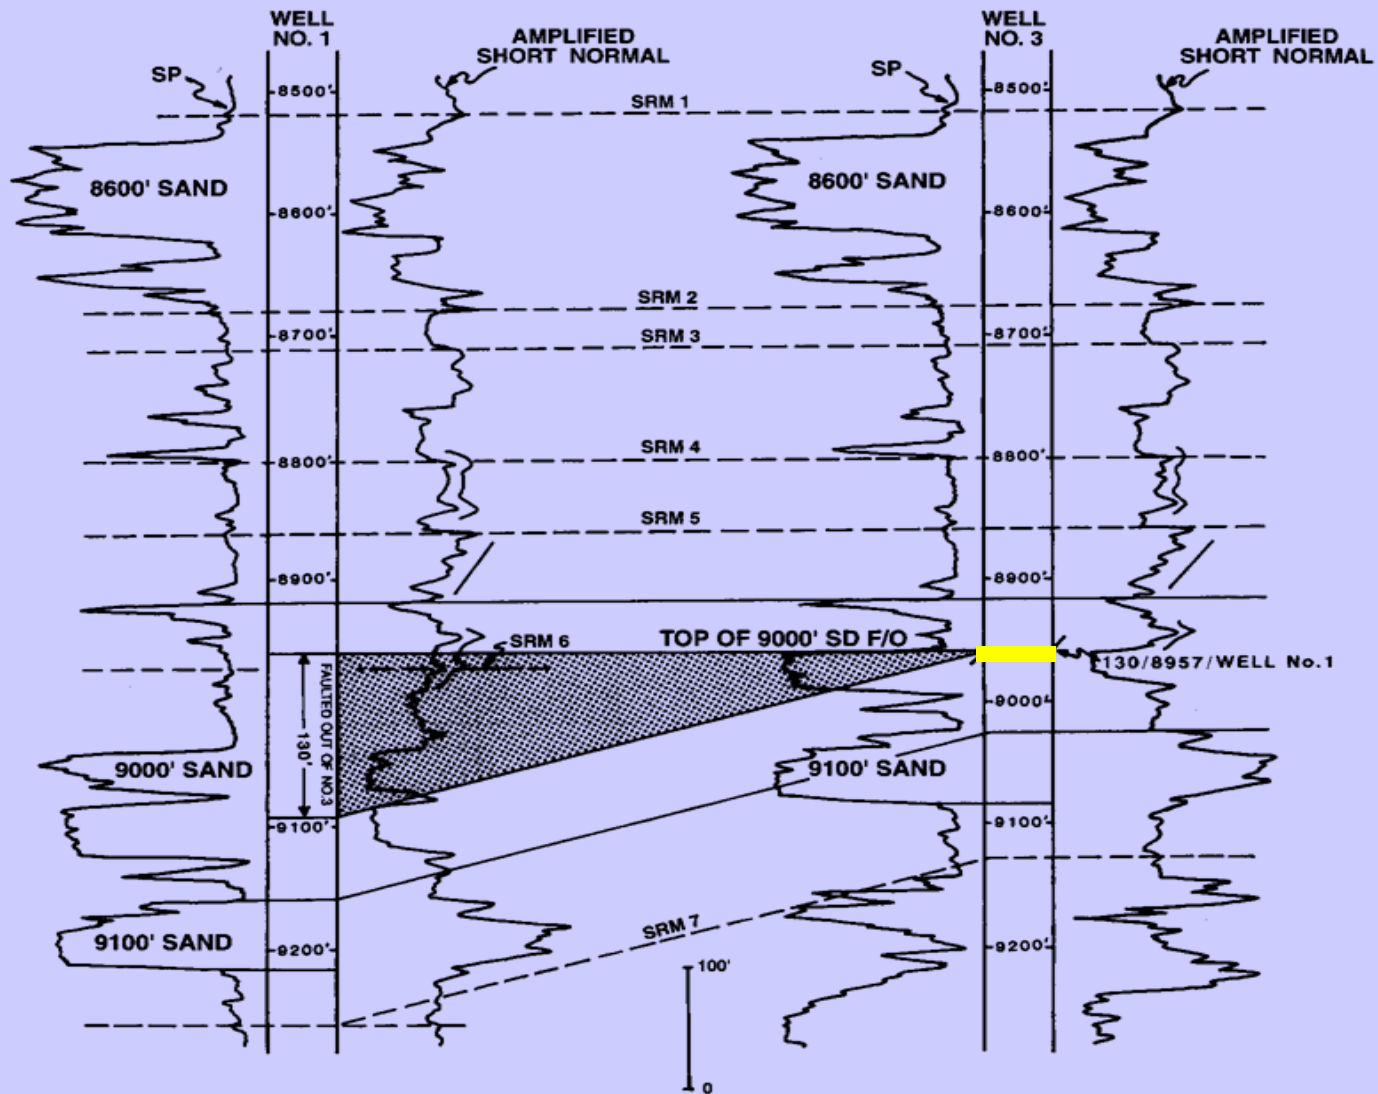 WELL
NO. 1
AMPLIFIED
SHORT NORMAL
WELL
NO. 3
AMPLIFIED
SHORT NORMAL
SP
SP
8500'
8500'
SRM 1
8600' SAND
8600' SAND
8600'
8600'
SRM 2
8700'
SRM 3
8700'
SRM 4
8800'
8800'
SRM 5
8900'
8900'
SRM 6
TOP OF 9000' SD F/O
130/8957/WELL No.1
FAULTED OUT OF NO.3
130'
9000'
9000' SAND
9100' SAND
9100'
9100'
9100' SAND
SRM 7
9200'
9200'
100'
0